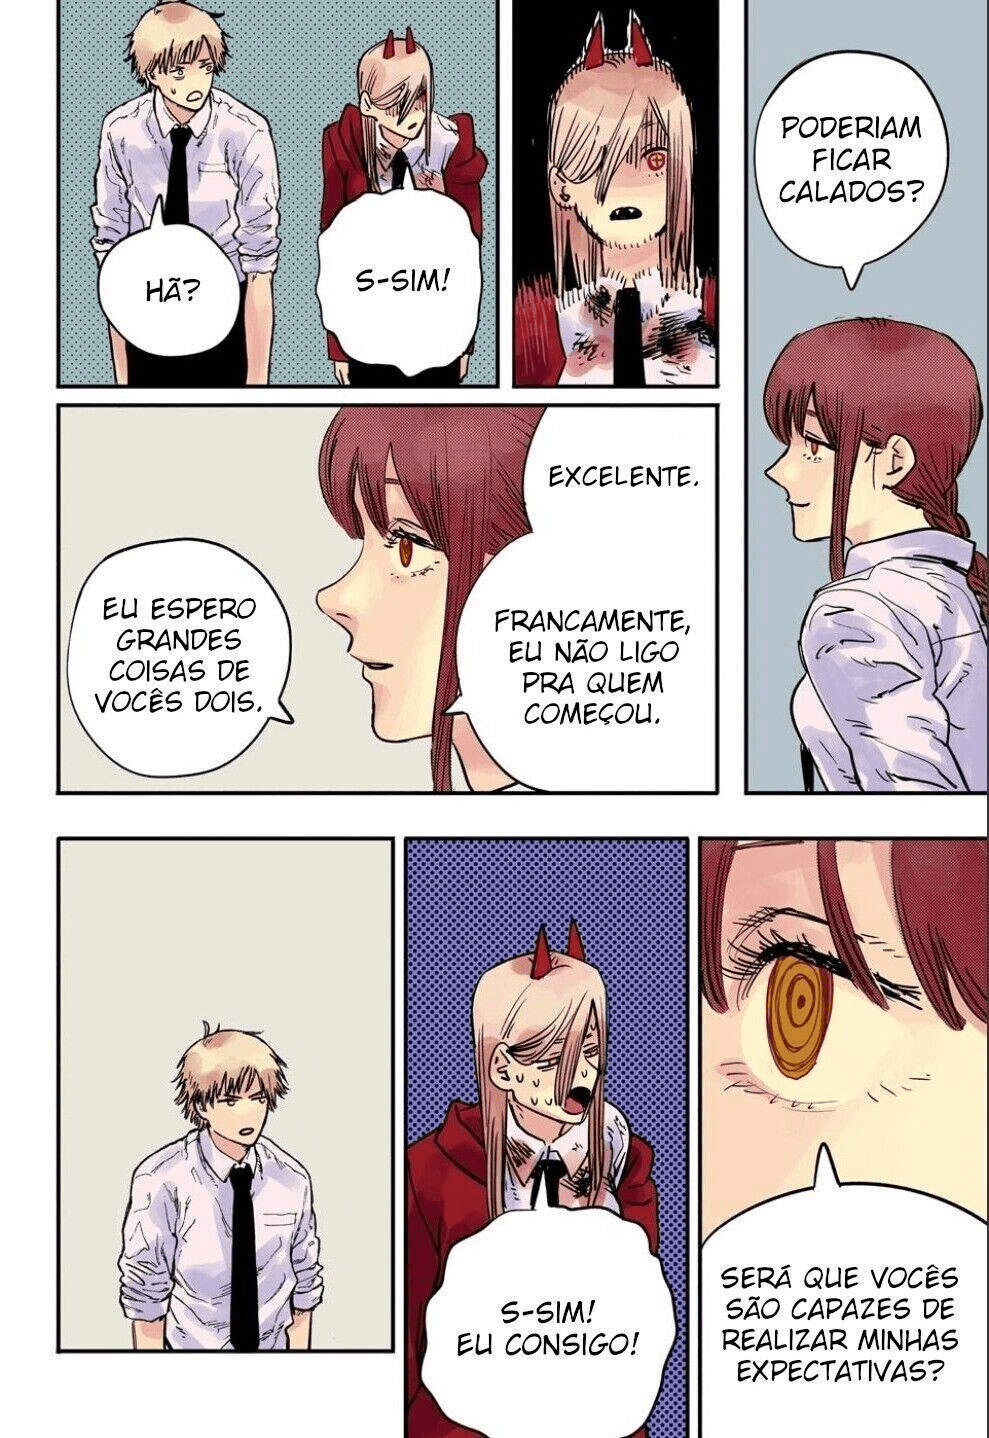 PODERIAM
FICAR
CALADOS?
S-SIM!
HÃ?
EXCELENTE.
FRANCAMENTE,
EU NÃO LIGO
PRA QUEM
COMEÇOU.
EU ESPERO
GRANDES
COISAS DE
VOCÊS DOIS.
SERÁ QUE VOCÊS
SÃO CAPAZES DE
REALIZAR MINHAS
EXPECTATIVAS?
S-SIM!
EU CONSIGO!